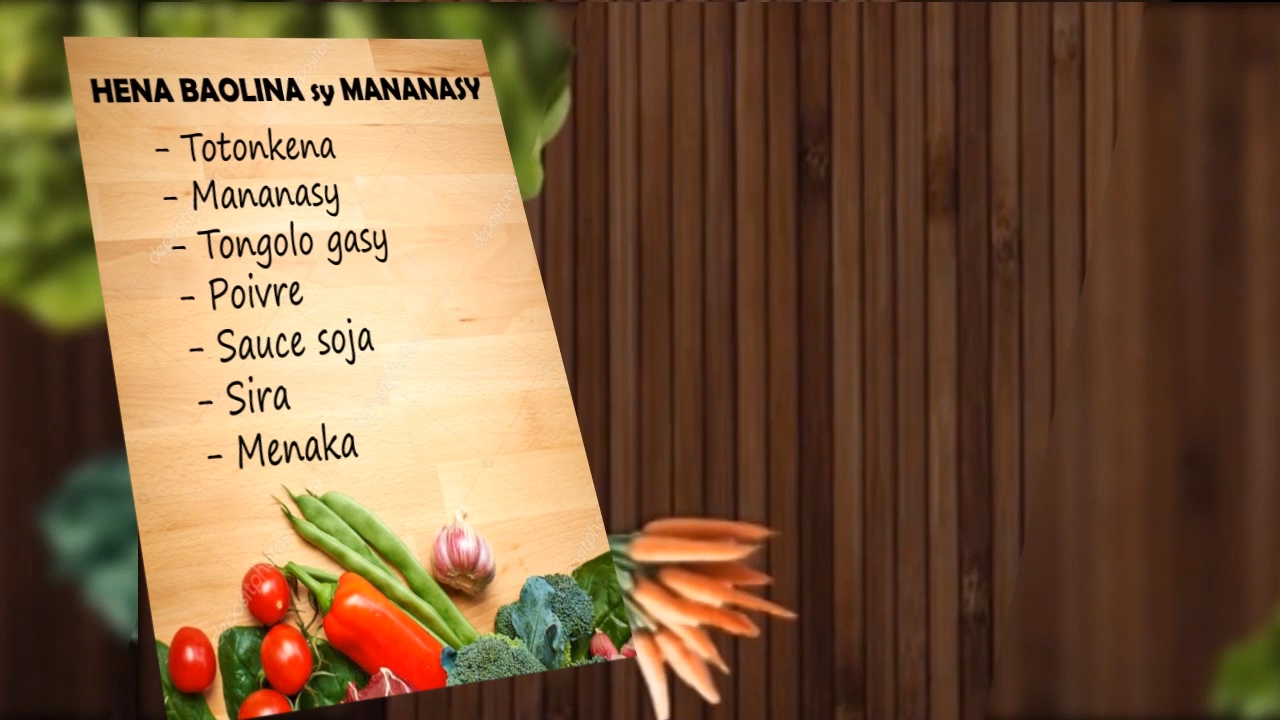 HENA BAOLINA sy MANANASY
- Totonkena
- Mananasy
- Tongolo gasy
- Poivre
- Sauce soja
- Sira
- Menaka